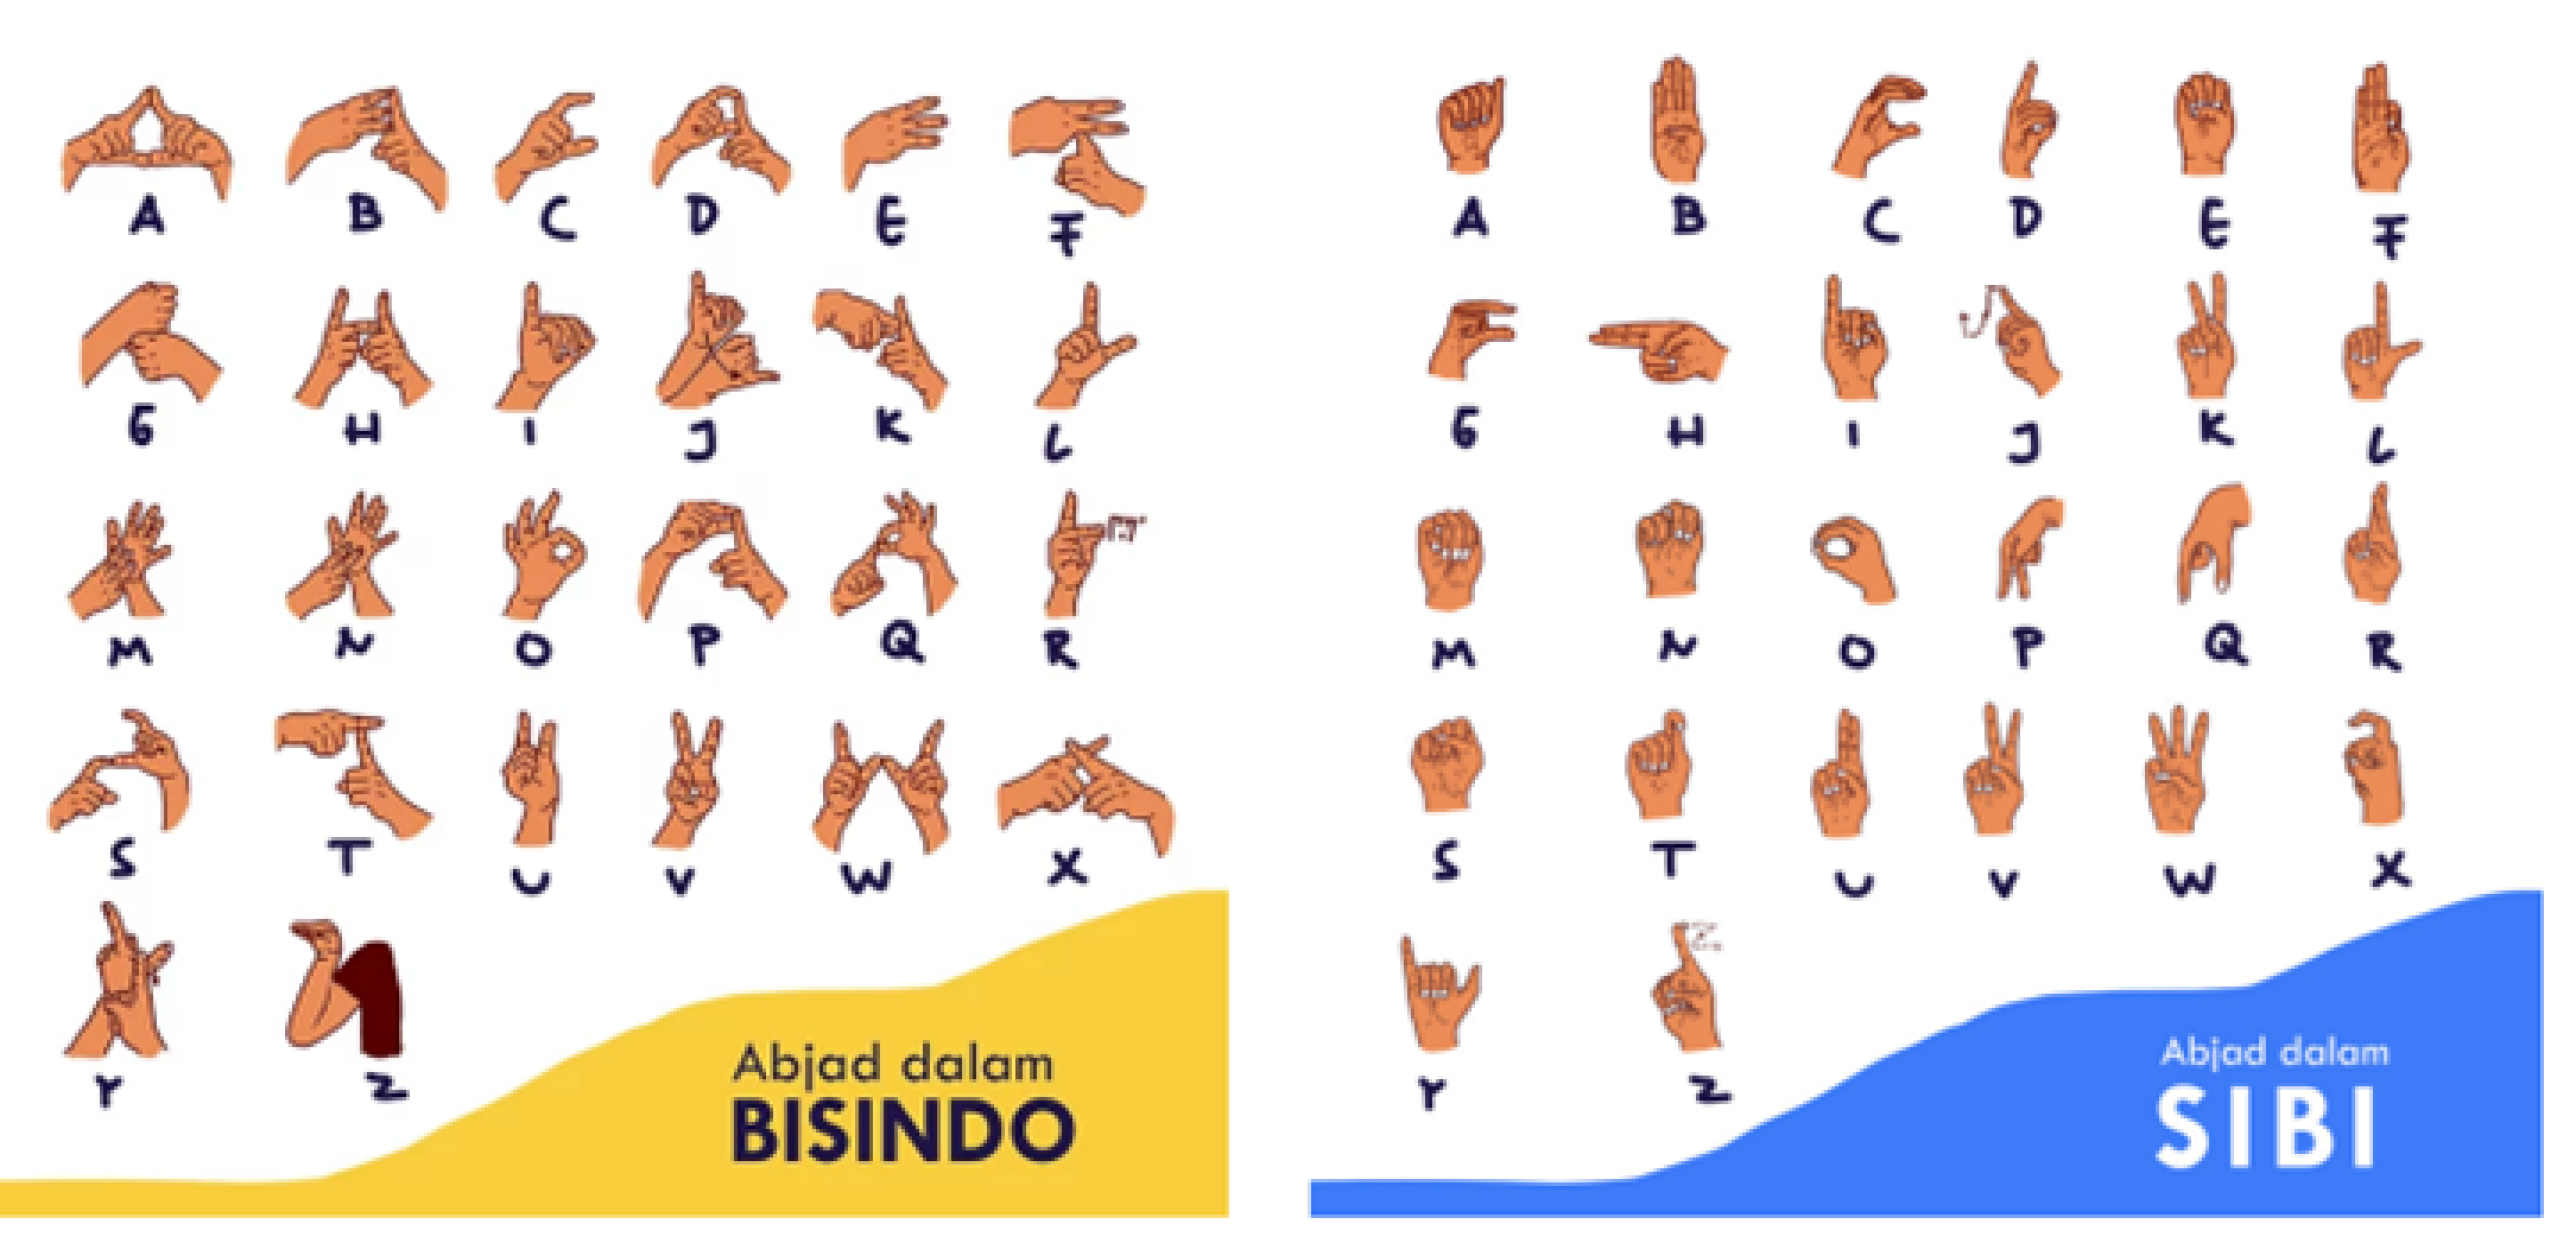 A B C D E F
G H I J K L
M N O P Q R
S T U V W X
Y Z
Abjad dalam
BISINDO
A B C D E F
G H I J K L
M N O P Q R
S T U V W X
Y Z
Abjad dalam
SIBI